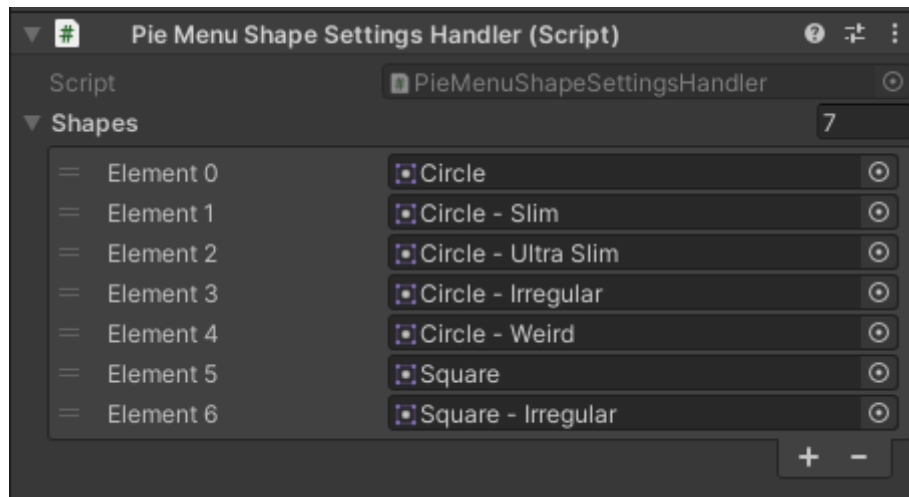 # Pie Menu Shape Settings Handler (Script)
Script PieMenuShapeSettingsHandler
Shapes 7
Element 0 Circle
Element 1 Circle - Slim
Element 2 Circle - Ultra Slim
Element 3 Circle - Irregular
Element 4 Circle - Weird
Element 5 Square
Element 6 Square - Irregular
+ -